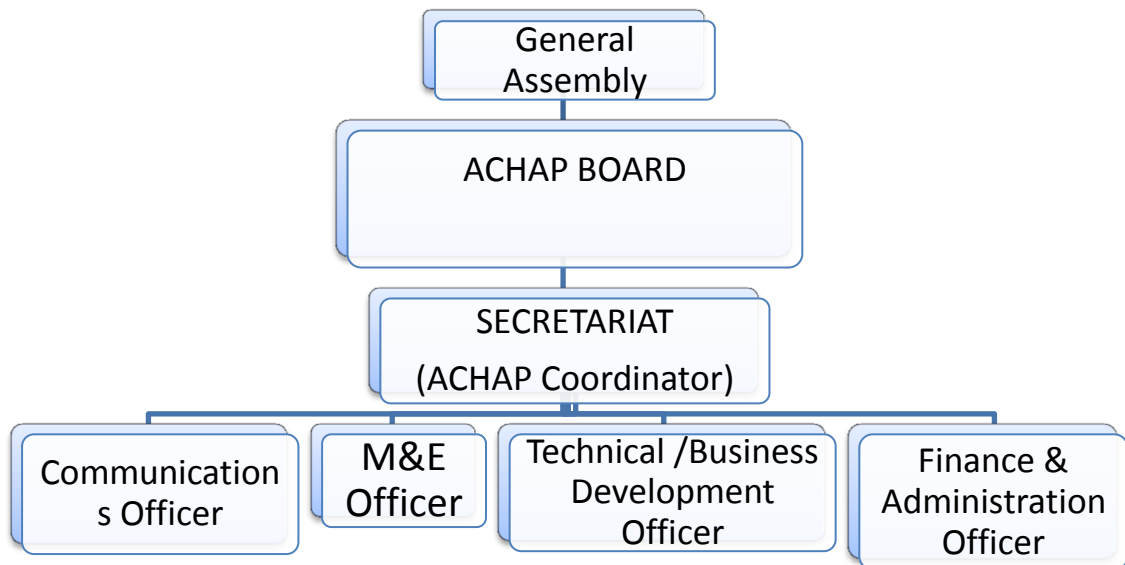 General
Assembly
ACHAP BOARD
SECRETARIAT
(ACHAP Coordinator)
Communication
s Officer
M&E
Officer
Technical /Business
Development
Officer
Finance &
Administration
Officer